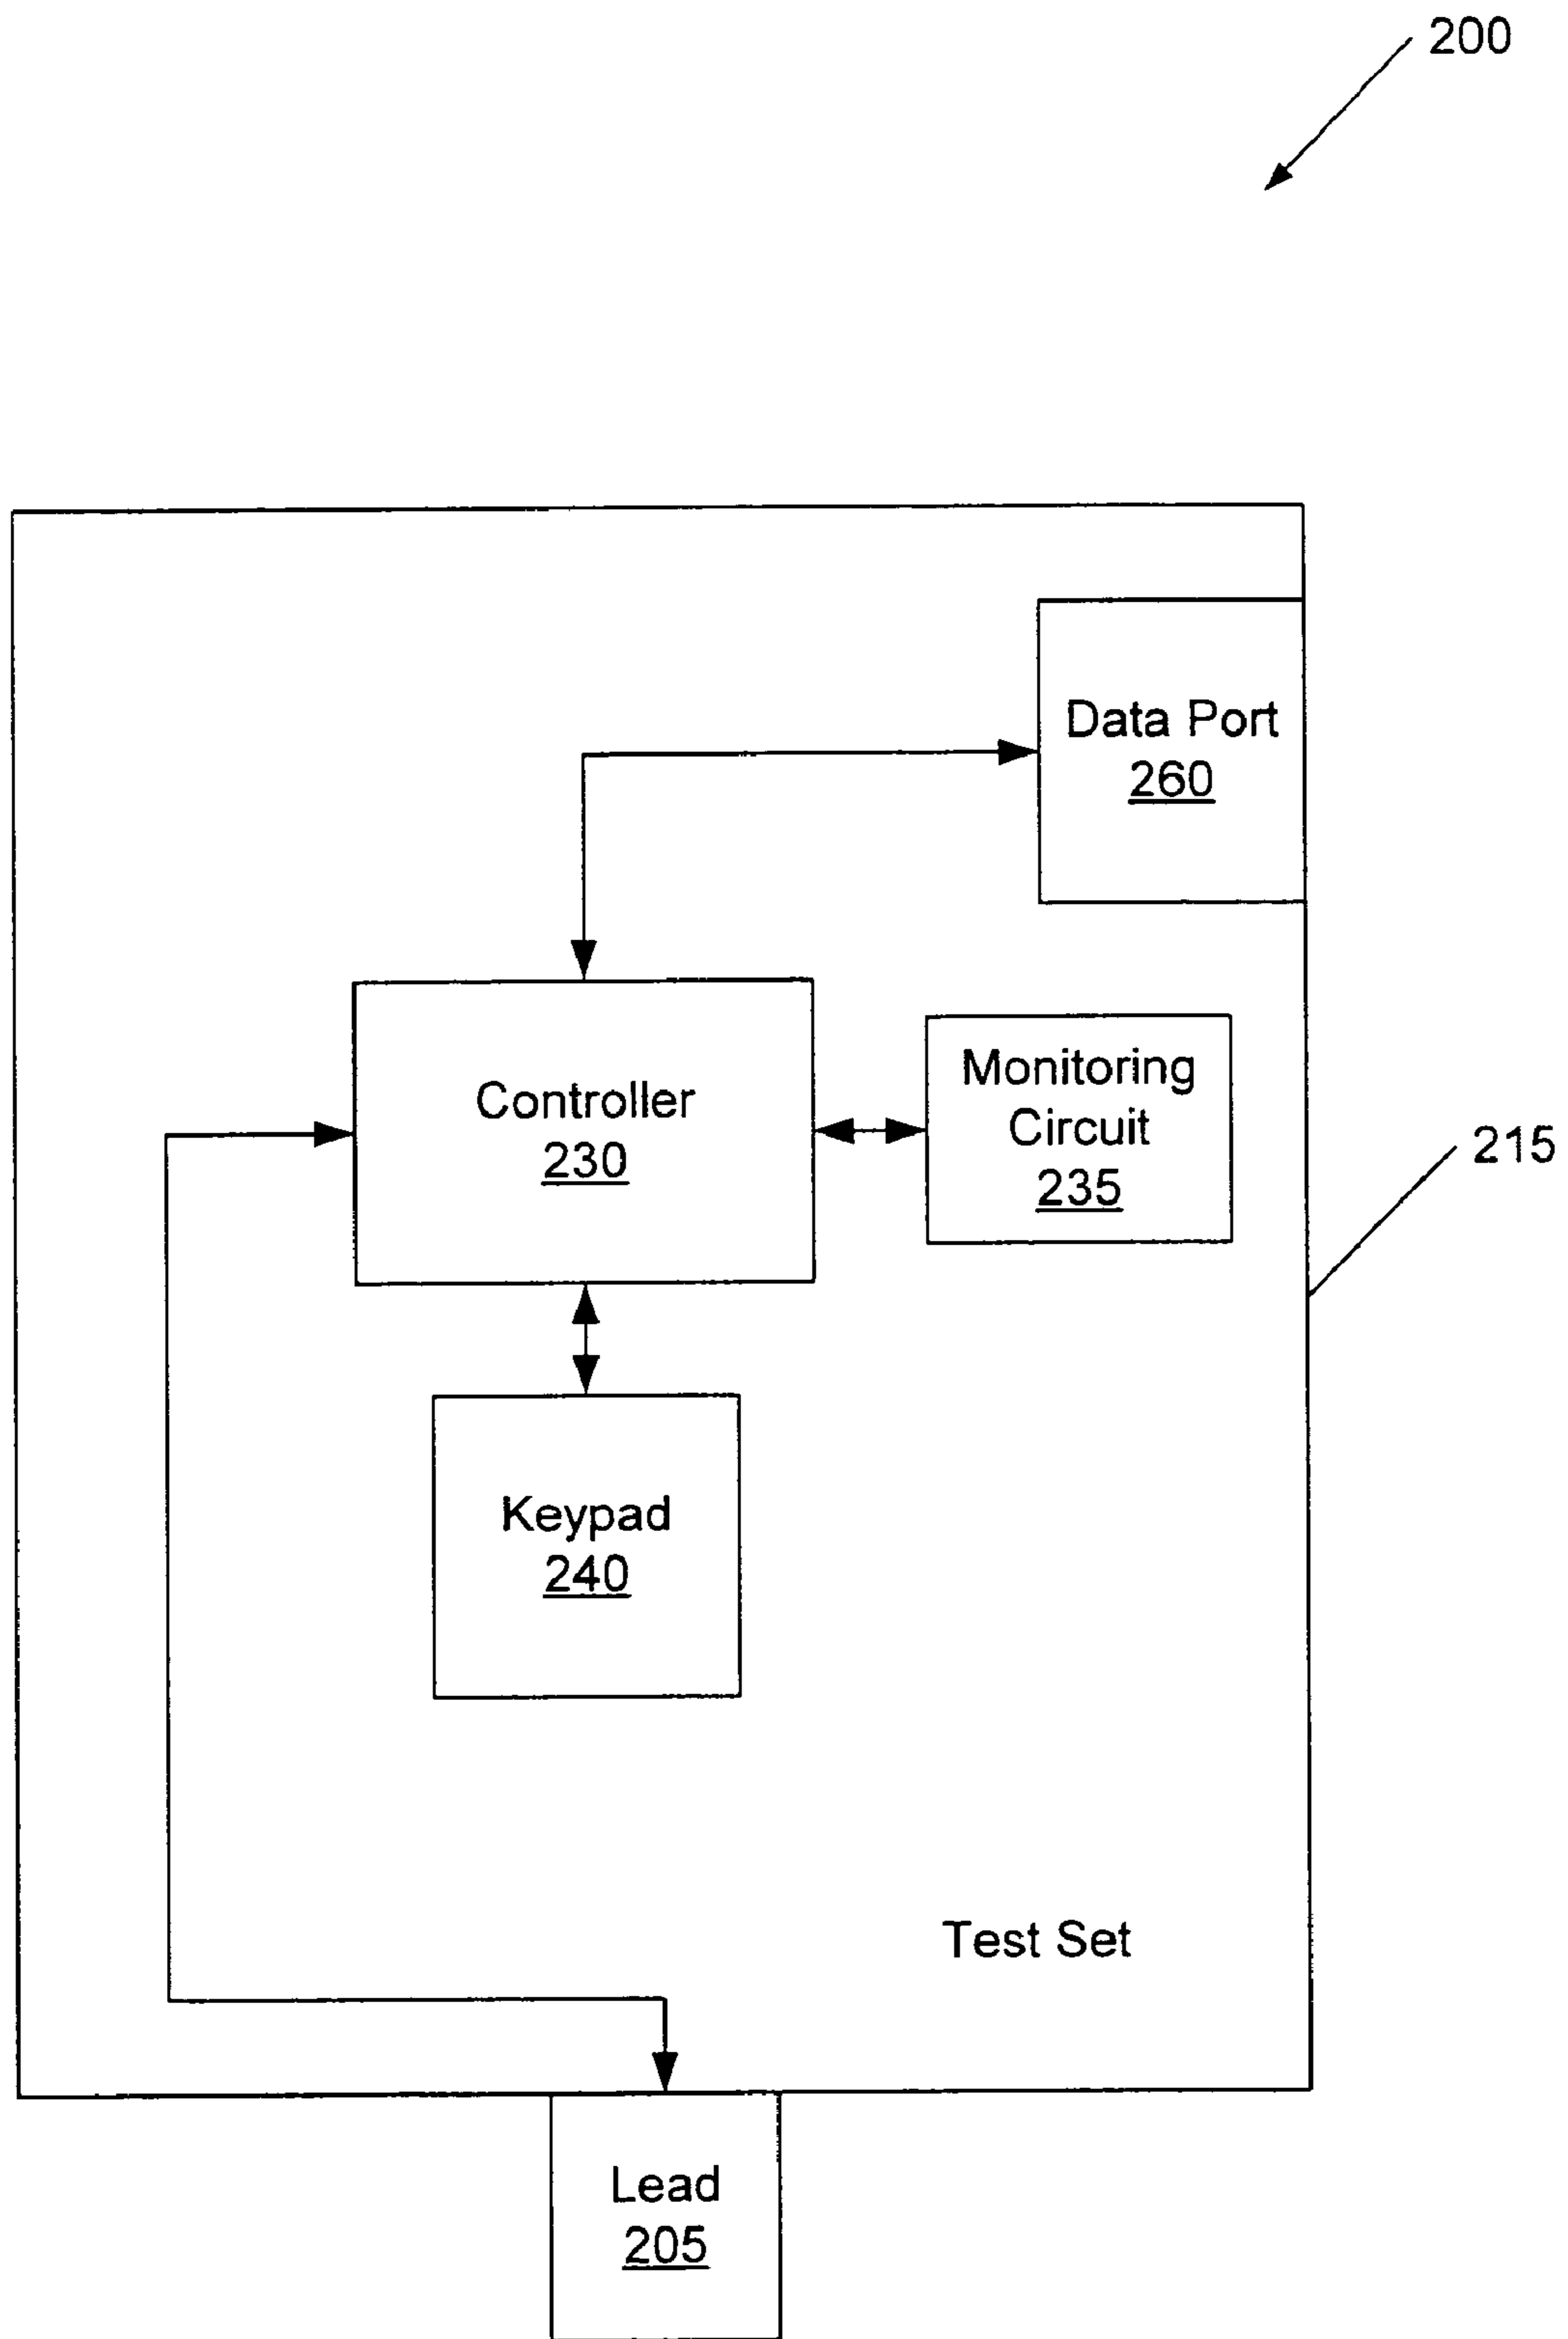 200
Data Port
260
Controller
230
Monitoring
Circuit
235
215
Keypad
240
Test Set
Lead
205